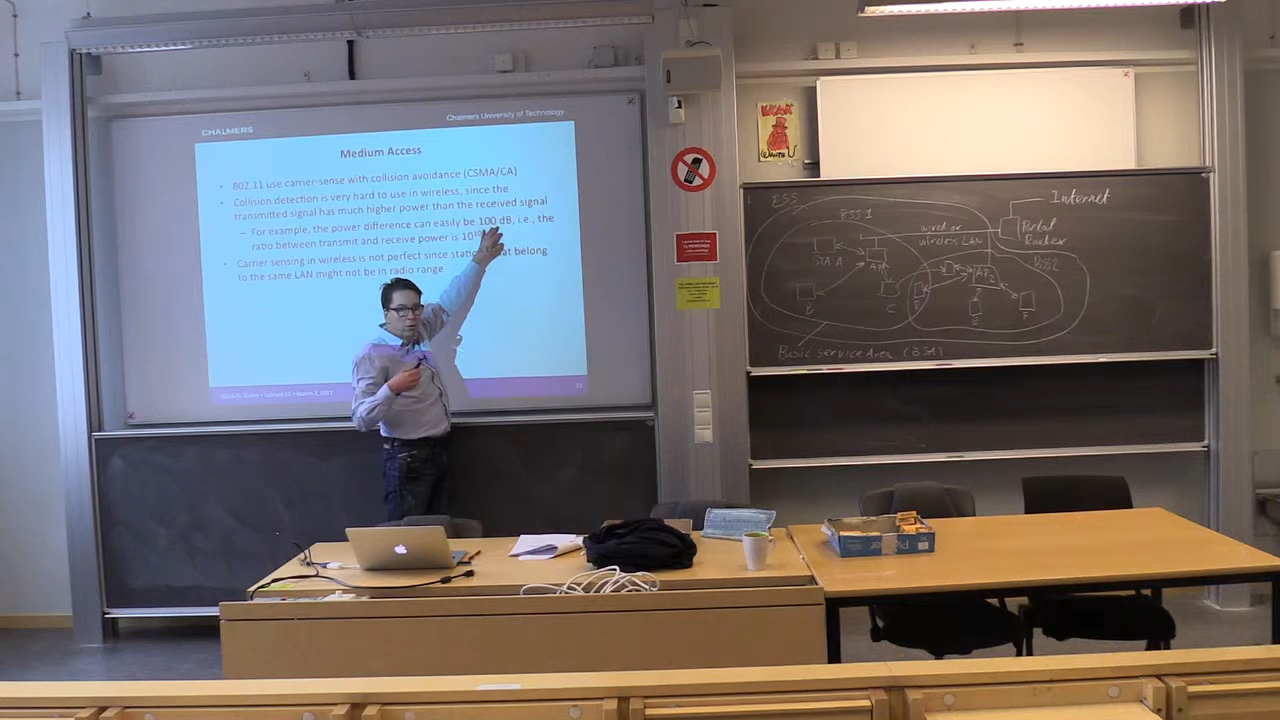 CHALMERS
Chalmers University of Technology
Medium Access
802.11 use carrier-sense with collision avoidance (CSMA/CA)
Collision detection is very hard to use in wireless, since the
transmitted signal has much higher power than the received signal
– For example, the power difference can easily be 100 dB, i.e., the
ratio between transmit and receive power is 10
Carrier sensing in wireless is not perfect since belong
to the same LAN might not be in radio range
ESS
Internet
BSS1
wired or
wireless LAN
Portal
Router
STA A
AP1
BSS2
AP2
B
C
E
F
Basic service Area (BSA)